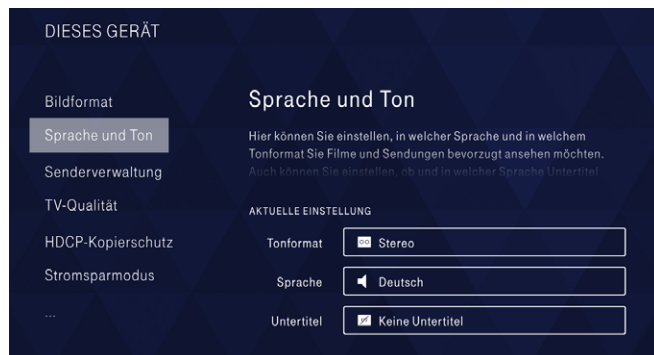 DIESES GERÄT
Bildformat
Sprache und Ton
Senderverwaltung
TV-Qualität
HDCP-Kopierschutz
Stromsparmodus
...
Sprache und Ton
Hier können Sie einstellen, in welcher Sprache und in welchem
Tonformat Sie Filme und Sendungen bevorzugt ansehen möchten.
Auch können Sie einstellen, ob und in welcher Sprache Untertitel
AKTUELLE EINSTELLUNG
Tonformat Stereo
Sprache Deutsch
Untertitel Keine Untertitel